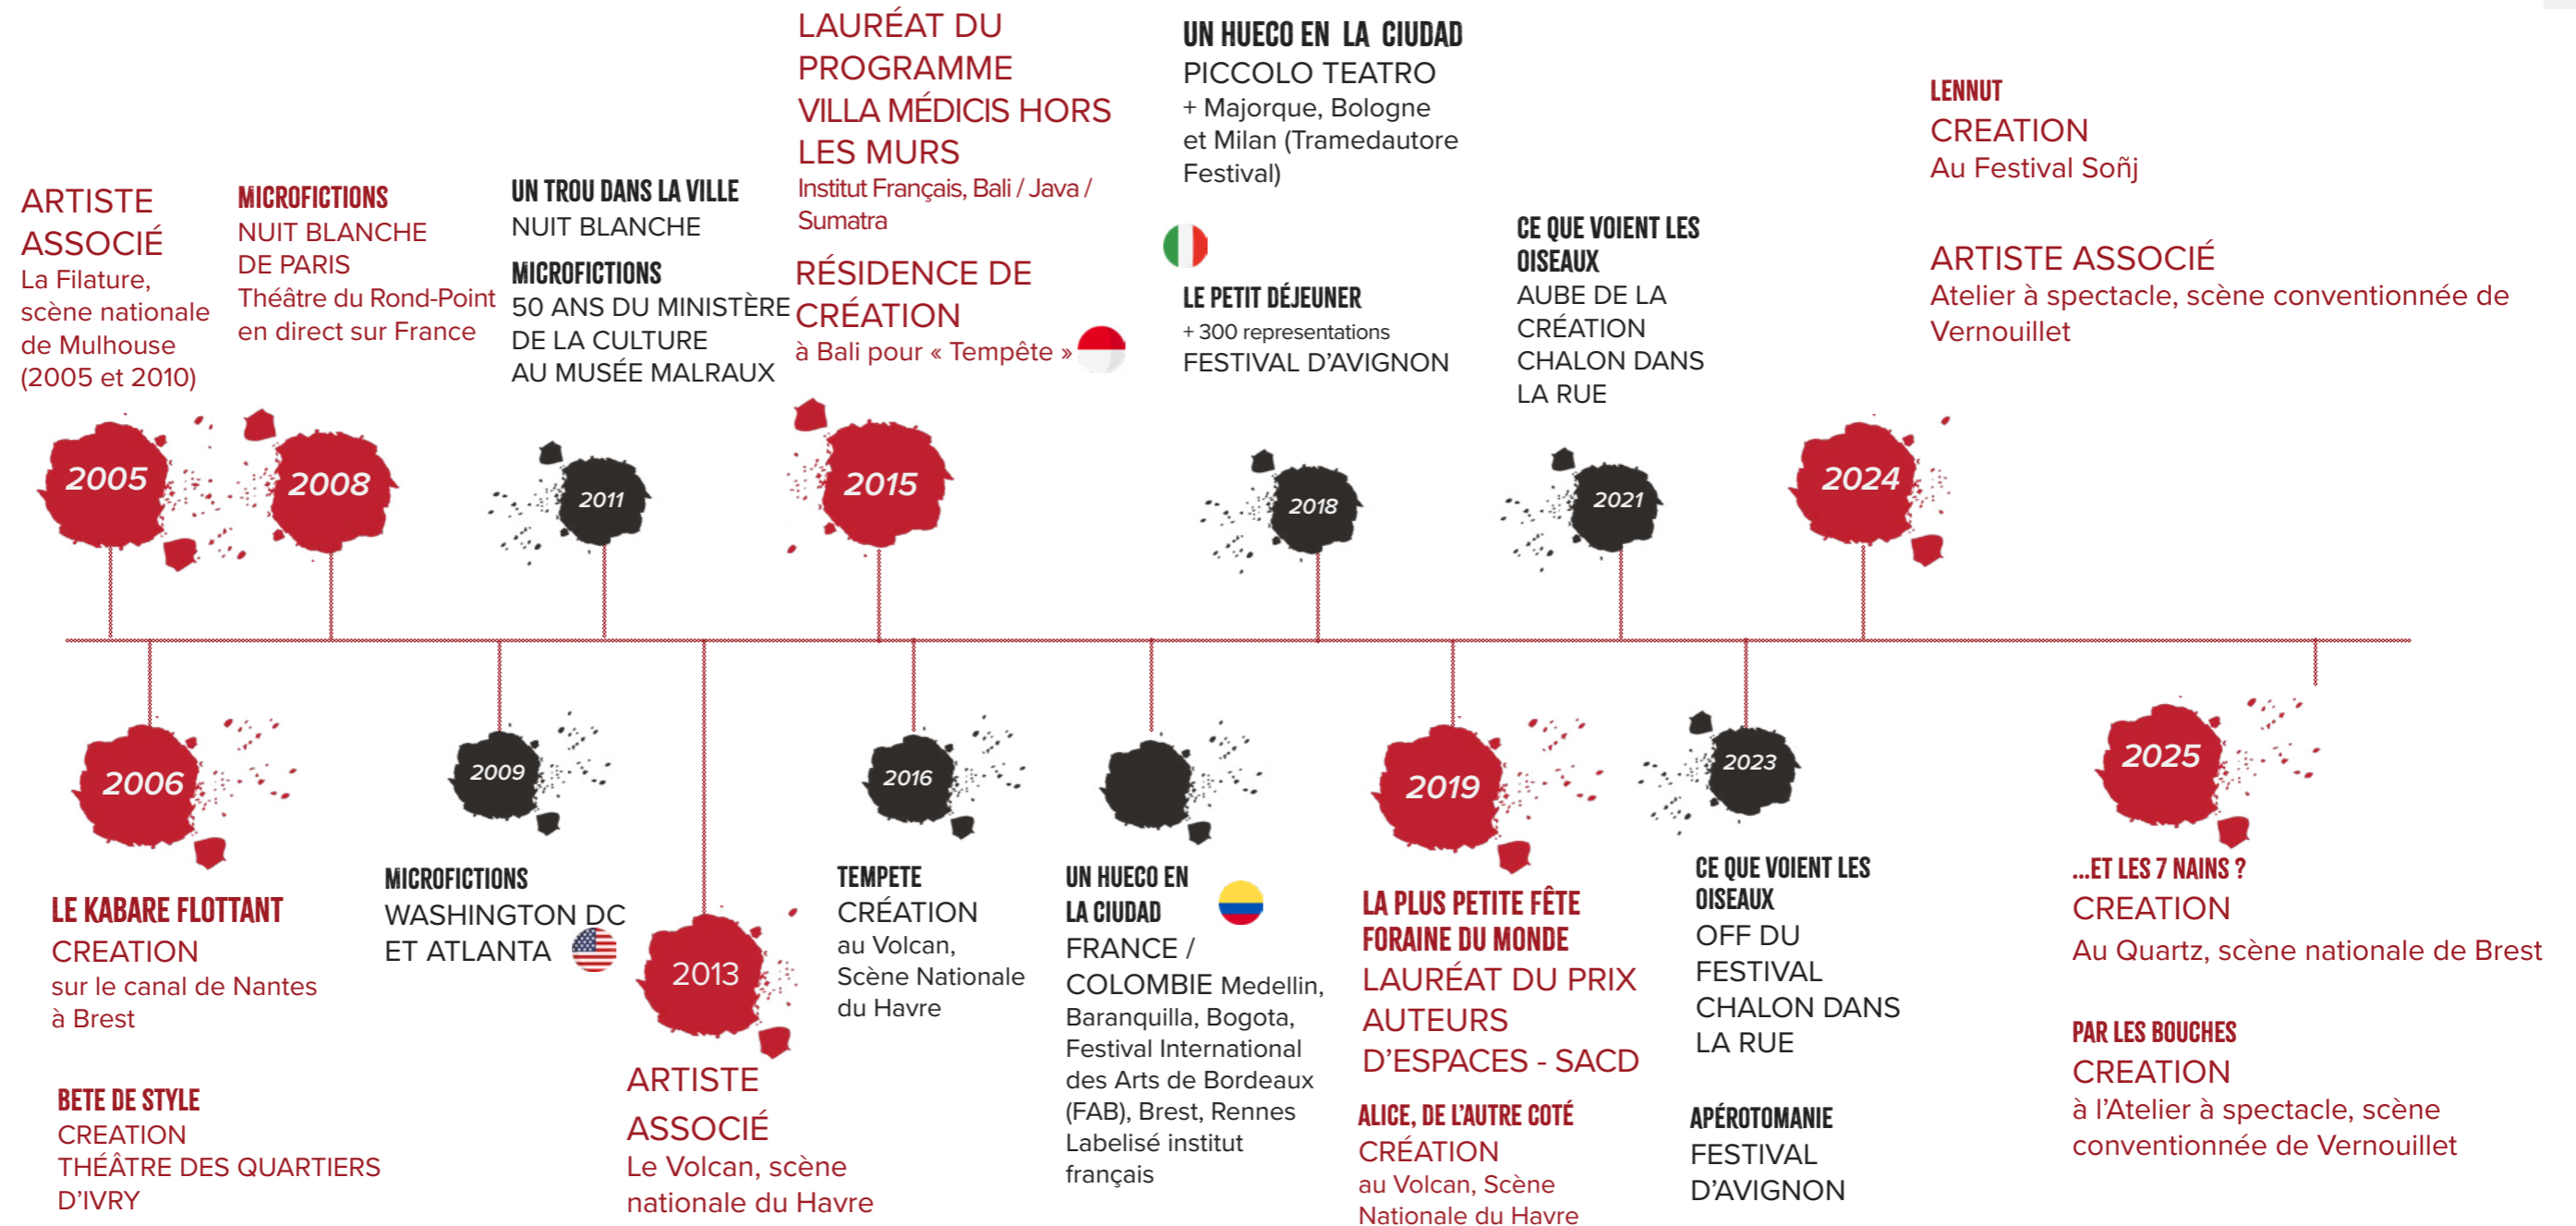 ARTISTE
ASSOCIÉ
La Filature,
scène nationale
de Mulhouse
(2005 et 2010)
2005
MICROFICTIONS
NUIT BLANCHE
DE PARIS
Théâtre du Rond-Point
en direct sur France
2008
UN TROU DANS LA VILLE
NUIT BLANCHE
MICROFICTIONS
50 ANS DU MINISTÈRE
DE LA CULTURE
AU MUSÉE MALRAUX
2011
LAURÉAT DU
PROGRAMME
VILLA MÉDICIS HORS
LES MURS
Institut Français, Bali / Java /
Sumatra
RÉSIDENCE DE
CRÉATION
à Bali pour « Tempête »
2015
UN HUECO EN LA CIUDAD
PICCOLO TEATRO
+ Majorque, Bologne
et Milan (Tramedautore
Festival)
LE PETIT DÉJEUNER
+ 300 representations
FESTIVAL D'AVIGNON
2018
CE QUE VOIENT LES
OISEAUX
AUBE DE LA
CRÉATION
CHALON DANS
LA RUE
2021
LENNUT
CREATION
Au Festival Soñj
ARTISTE ASSOCIÉ
Atelier à spectacle, scène conventionnée de
Vernouillet
2024
2006
LE KABARE FLOTTANT
CREATION
sur le canal de Nantes
à Brest
BETE DE STYLE
CREATION
THÉÂTRE DES QUARTIERS
D'IVRY
2009
MICROFICTIONS
WASHINGTON DC
ET ATLANTA
2013
ARTISTE
ASSOCIÉ
Le Volcan, scène
nationale du Havre
2016
TEMPETE
CRÉATION
au Volcan,
Scène Nationale
du Havre
UN HUECO EN
LA CIUDAD
FRANCE /
COLOMBIE Medellin,
Baranquilla, Bogota,
Festival International
des Arts de Bordeaux
(FAB), Brest, Rennes
Labelisé institut
français
2019
LA PLUS PETITE FÊTE
FORAINE DU MONDE
LAURÉAT DU PRIX
AUTEURS
D'ESPACES - SACD
ALICE, DE L'AUTRE COTÉ
CRÉATION
au Volcan, Scène
Nationale du Havre
2023
CE QUE VOIENT LES
OISEAUX
OFF DU
FESTIVAL
CHALON DANS
LA RUE
APÉROTOMANIE
FESTIVAL
D'AVIGNON
2025
...ET LES 7 NAINS ?
CREATION
Au Quartz, scène nationale de Brest
PAR LES BOUCHES
CREATION
à l'Atelier à spectacle, scène
conventionnée de Vernouillet